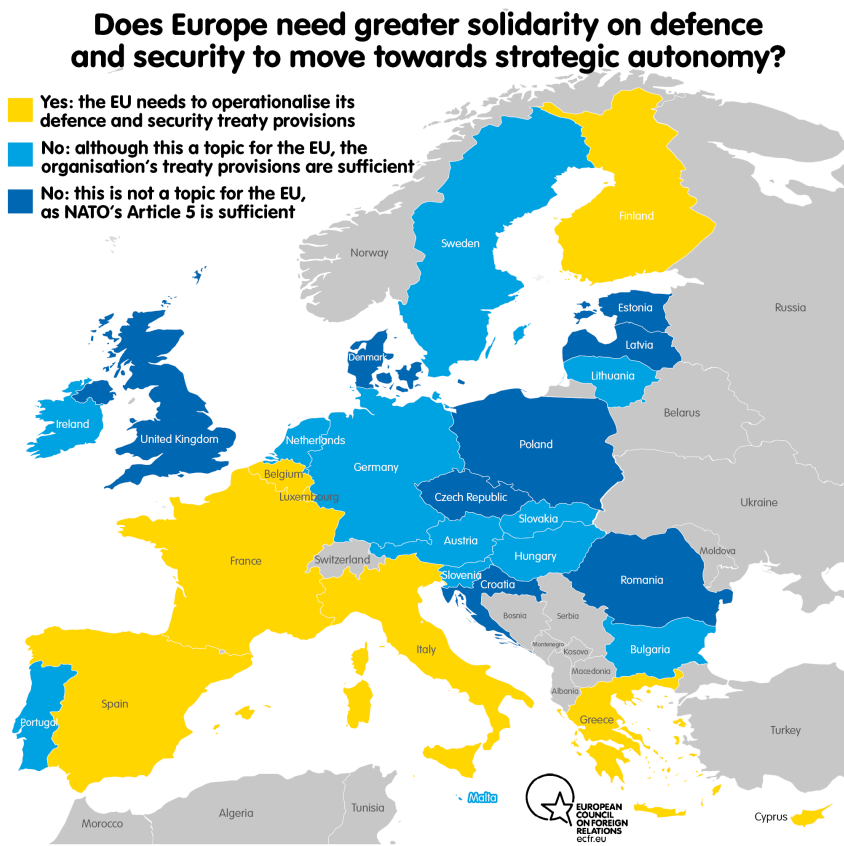 Does Europe need greater solidarity on defence
and security to move towards strategic autonomy?
Yes: the EU needs to operationalise its
defence and security treaty provisions
No: although this a topic for the EU, the
organisation's treaty provisions are sufficient
No: this is not a topic for the EU,
as NATO's Article 5 is sufficient
Finland
Sweden
Norway
Estonia
Russia
Latvia
Denmark
Lithuania
Belarus
Ireland
United Kingdom
Netherlands
Poland
Germany
Belgium
Luxembourg
Czech Republic
Ukraine
Slovakia
Austria
Moldova
Hungary
France
Switzerland
Slovenia
Croatia
Romania
Bosnia
Serbia
Montenegro
Kosovo
Italy
Bulgaria
Macedonia
Albania
Spain
Portugal
Greece
Turkey
Malta
Tunisia
Algeria
Morocco
Cyprus
EUROPEAN
COUNCIL
ON FOREIGN
RELATIONS
ecfr.eu